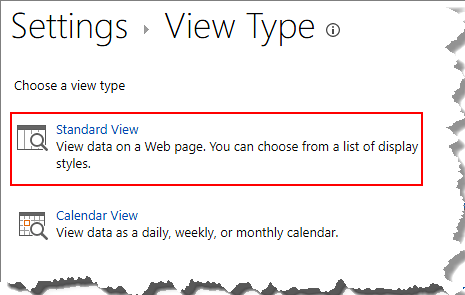 Settings › View Type ⓘ
Choose a view type
Standard View
View data on a Web page. You can choose from a list of display
styles.
Calendar View
View data as a daily, weekly, or monthly calendar.